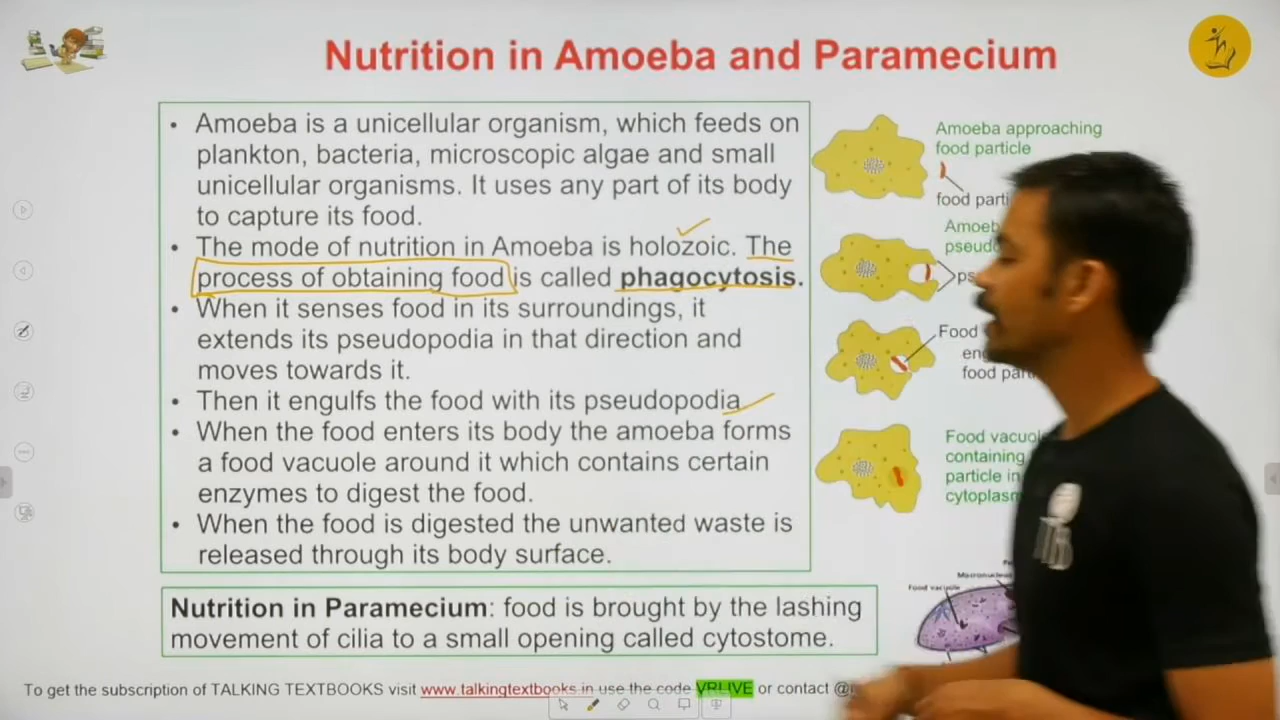 Nutrition in Amoeba and Paramecium
• Amoeba is a unicellular organism, which feeds on
plankton, bacteria, microscopic algae and small
unicellular organisms. It uses any part of its body
to capture its food.
• The mode of nutrition in Amoeba is holozoic. The
process of obtaining food is called phagocytosis.
• When it senses food in its surroundings, it
extends its pseudopodia in that direction and
moves towards it.
• Then it engulfs the food with its pseudopodia
• When the food enters its body the amoeba forms
a food vacuole around it which contains certain
enzymes to digest the food.
• When the food is digested the unwanted waste is
released through its body surface.
Amoeba approaching
food particle
food
Food
food
Food
containing
particle in
Food vacuole
Nutrition in Paramecium: food is brought by the lashing
movement of cilia to a small opening called cytostome.
To get the subscription of TALKING TEXTBOOKS visit www.talkingtextbooks.in use the code VRLIVE or contact